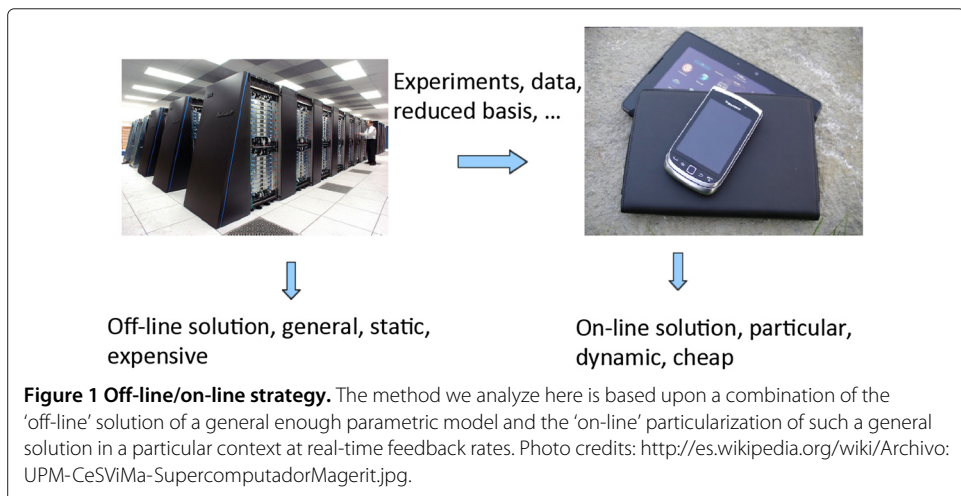 Experiments, data,
reduced basis, ...
Off-line solution, general, static,
expensive
On-line solution, particular,
dynamic, cheap
Figure 1 Off-line/on-line strategy. The method we analyze here is based upon a combination of the
'off-line' solution of a general enough parametric model and the 'on-line' particularization of such a general
solution in a particular context at real-time feedback rates. Photo credits: http://es.wikipedia.org/wiki/Archivo:
UPM-CeSViMa-SupercomputadorMagerit.jpg.